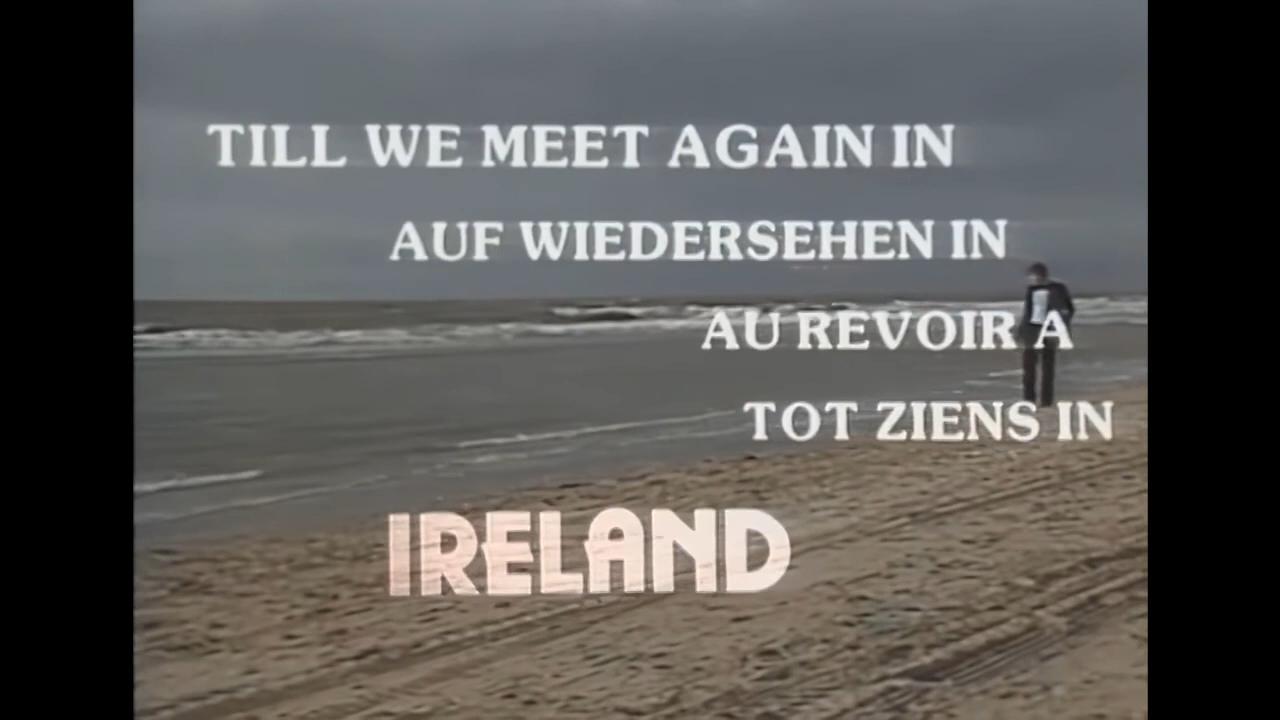 TILL WE MEET AGAIN IN
AUF WIEDERSEHEN IN
AU REVOIR A
TOT ZIENS IN
IRELAND